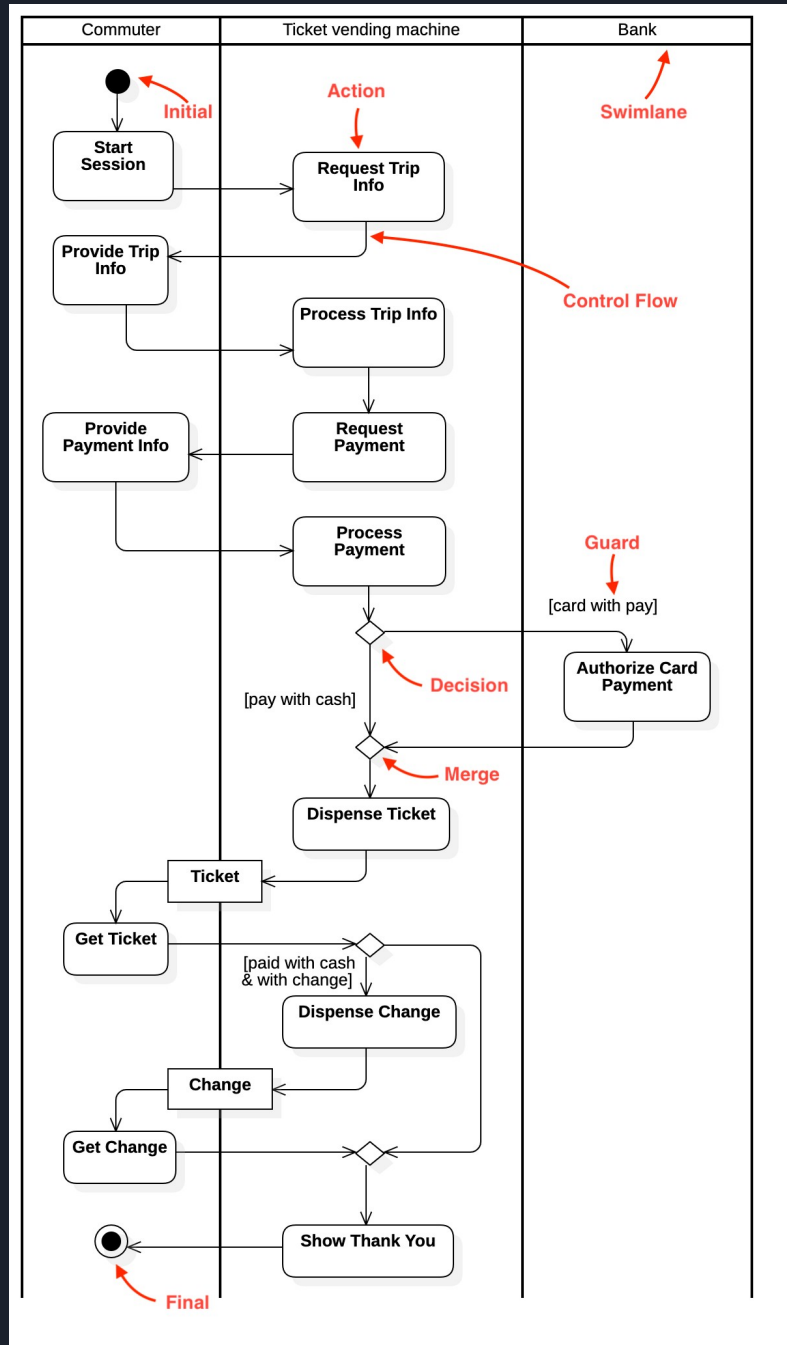 Commuter
Ticket vending machine
Bank
Initial
Action
Swimlane
Start
Session
Request Trip
Info
Provide Trip
Info
Control Flow
Process Trip Info
Provide
Payment Info
Request
Payment
Process
Payment
Guard
[card with pay]
Authorize Card
Payment
Decision
[pay with cash]
Merge
Dispense Ticket
Ticket
Get Ticket
[paid with cash
& with change]
Dispense Change
Change
Get Change
Show Thank You
Final